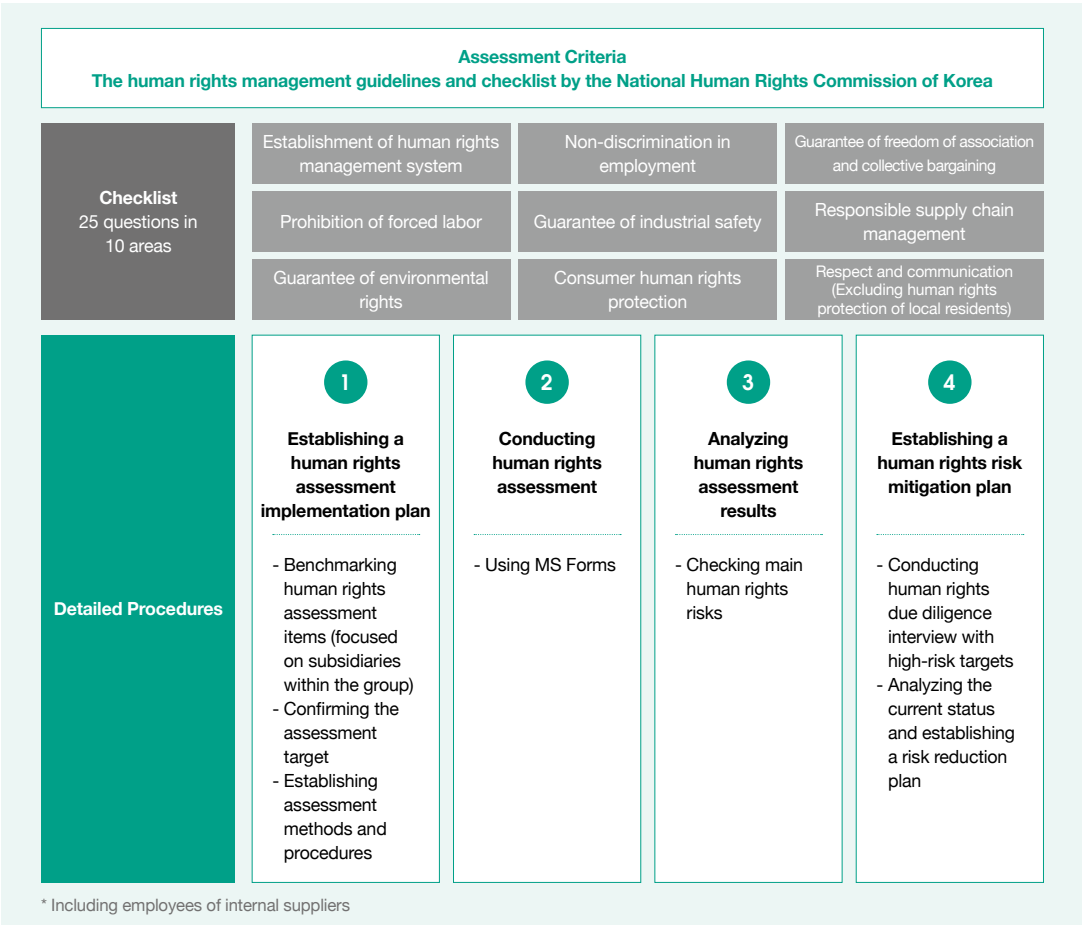 Assessment Criteria
The human rights management guidelines and checklist by the National Human Rights Commission of Korea
Checklist
25 questions in
10 areas
Establishment of human rights
management system
Non-discrimination in
employment
Guarantee of freedom of association
and collective bargaining
Prohibition of forced labor
Guarantee of industrial safety
Responsible supply chain
management
Guarantee of environmental
rights
Consumer human rights
protection
Respect and communication
(Excluding human rights
protection of local residents)
Detailed Procedures
1
Establishing a
human rights
assessment
implementation plan
- Benchmarking
human rights
assessment
items (focused
on subsidiaries
within the group)
- Confirming the
assessment
target
- Establishing
assessment
methods and
procedures
2
Conducting
human rights
assessment
- Using MS Forms
3
Analyzing
human rights
assessment
results
- Checking main
human rights
risks
4
Establishing a
human rights risk
mitigation plan
- Conducting
human rights
due diligence
interview with
high-risk targets
- Analyzing the
current status
and establishing
a risk reduction
plan
* Including employees of internal suppliers